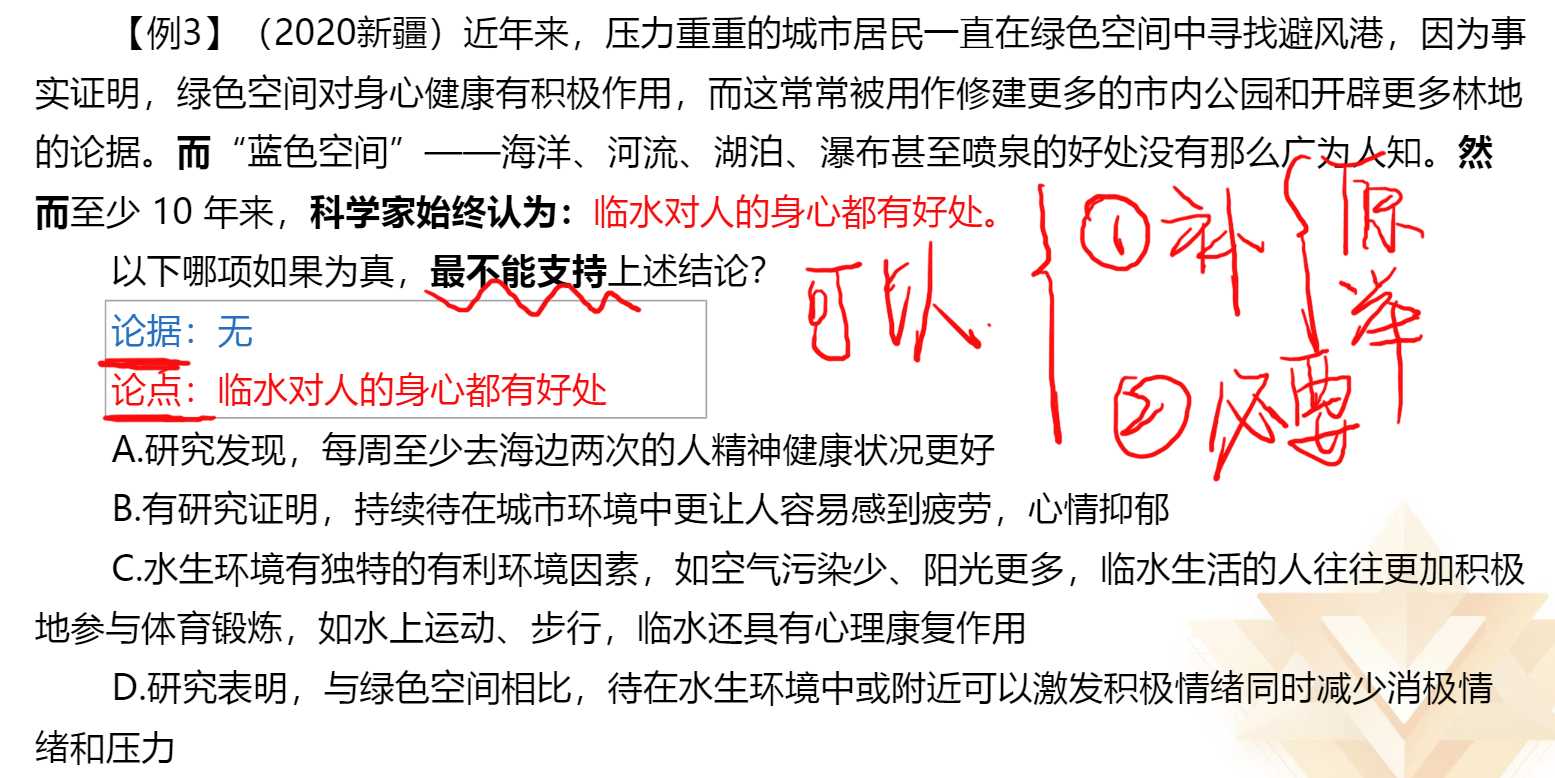 【例3】（2020新疆）近年来，压力重重的城市居民一直在绿色空间中寻找避风港，因为事
实证明，绿色空间对身心健康有积极作用，而这常常被用作修建更多的市内公园和开辟更多林地
的论据。而“蓝色空间”——海洋、河流、湖泊、瀑布甚至喷泉的好处没有那么广为人知。然
而至少 10 年来，科学家始终认为：临水对人的身心都有好处。
① 补
原
举
以下哪项如果为真，最不能支持上述结论？
可以
论据：无
论点：临水对人的身心都有好处
② 必要
A.研究发现，每周至少去海边两次的人精神健康状况更好
B.有研究证明，持续待在城市环境中更让人容易感到疲劳，心情抑郁
C.水生环境有独特的有利环境因素，如空气污染少、阳光更多，临水生活的人往往更加积极
地参与体育锻炼，如水上运动、步行，临水还具有心理康复作用
D.研究表明，与绿色空间相比，待在水生环境中或附近可以激发积极情绪同时减少消极情
绪和压力